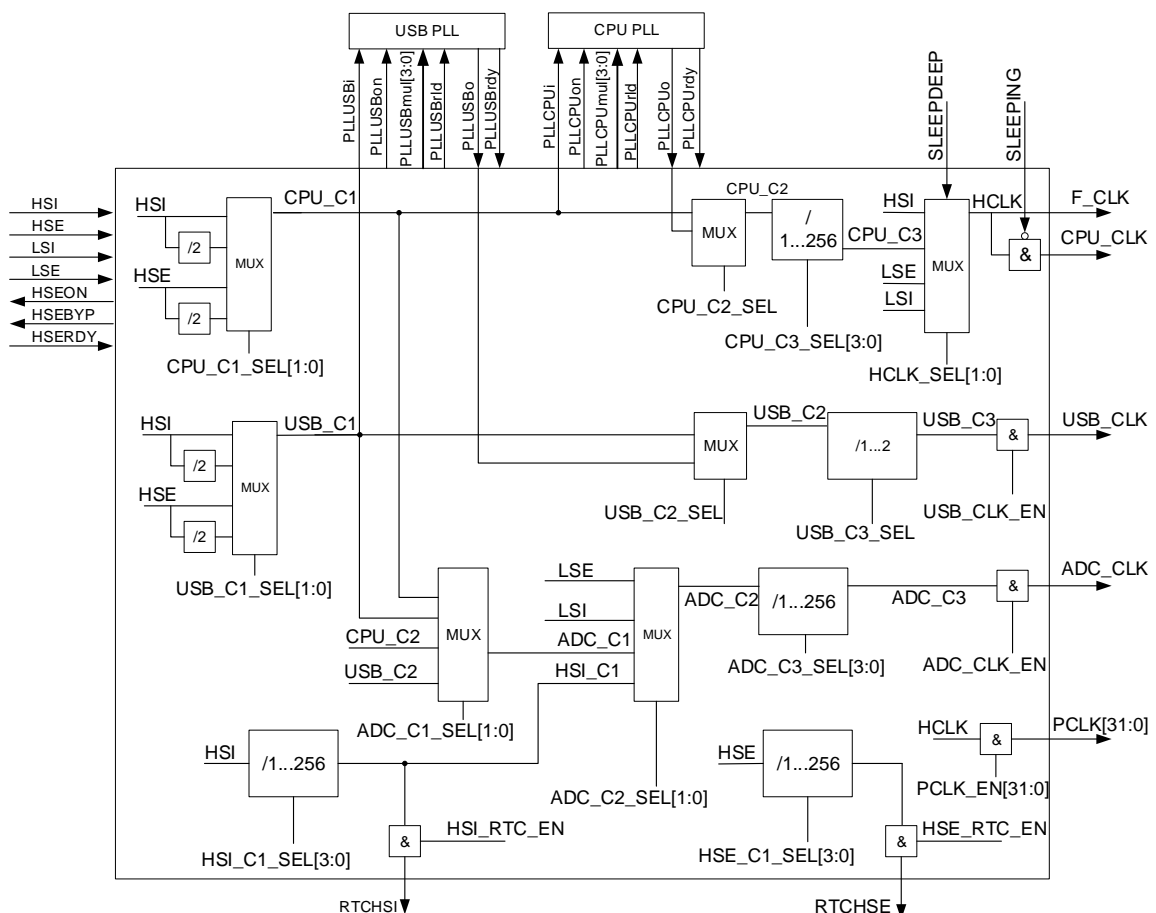 USB PLL
CPU PLL
PLLUSBi
PLLUSBon
PLLUSBmul[3:0]
PLLUSBrld
PLLUSBo
PLLUSBrdy
PLLCPUi
PLLCPUon
PLLCPUmul[3:0]
PLLCPUrld
PLLCPUo
PLLCPUrdy
SLEEPDEEP
SLEEPING
HSI
HSE
LSI
LSE
HSEON
HSEBYP
HSERDY
HSI
/2
HSE
/2
MUX
CPU_C1
CPU_C1_SEL[1:0]
MUX
CPU_C2
CPU_C2_SEL
/
1...256
CPU_C3
CPU_C3_SEL[3:0]
HSI
LSE
LSI
MUX
HCLK
HCLK_SEL[1:0]
&
F_CLK
CPU_CLK
HSI
/2
HSE
/2
MUX
USB_C1
USB_C1_SEL[1:0]
MUX
USB_C2
USB_C2_SEL
/1...2
USB_C3
USB_C3_SEL
&
USB_CLK
USB_CLK_EN
CPU_C2
USB_C2
MUX
ADC_C1
ADC_C1_SEL[1:0]
LSE
LSI
HSI_C1
MUX
ADC_C2
ADC_C2_SEL[1:0]
/1...256
ADC_C3
ADC_C3_SEL[3:0]
&
ADC_CLK
ADC_CLK_EN
HCLK
&
PCLK[31:0]
PCLK_EN[31:0]
HSI
/1...256
HSI_C1_SEL[3:0]
&
HSI_RTC_EN
RTCHSI
HSE
/1...256
HSE_C1_SEL[3:0]
&
HSE_RTC_EN
RTCHSE